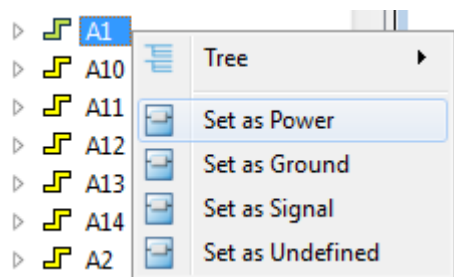 A1
A10
A11
A12
A13
A14
A2
Tree
Set as Power
Set as Ground
Set as Signal
Set as Undefined